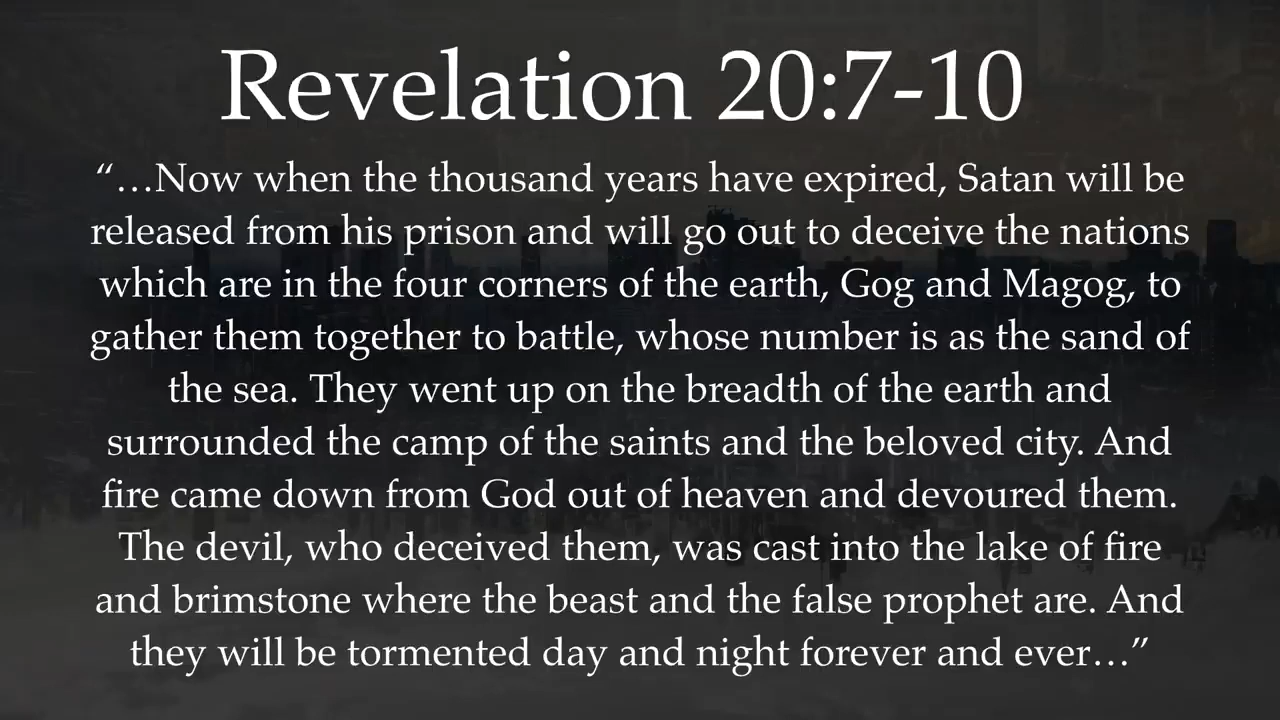 Revelation 20:7-10
“…Now when the thousand years have expired, Satan will be
released from his prison and will go out to deceive the nations
which are in the four corners of the earth, Gog and Magog, to
gather them together to battle, whose number is as the sand of
the sea. They went up on the breadth of the earth and
surrounded the camp of the saints and the beloved city. And
fire came down from God out of heaven and devoured them.
The devil, who deceived them, was cast into the lake of fire
and brimstone where the beast and the false prophet are. And
they will be tormented day and night forever and ever…”